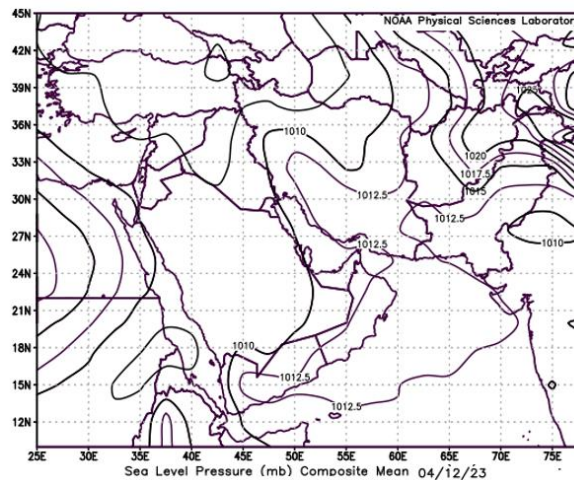 NOAA Physical Sciences Laborator
45N
42N
39N
36N
33N
30N
27N
24N
21N
18N
15N
12N
1025
1010
1020
1017.5
1015
1012.5
1012.5
1012.5
1010
1010
1012.5
1012.5
25E 30E 35E 40E 45E 50E 55E 60E 65E 70E 75E
Sea Level Pressure (mb) Composite Mean 04/12/23